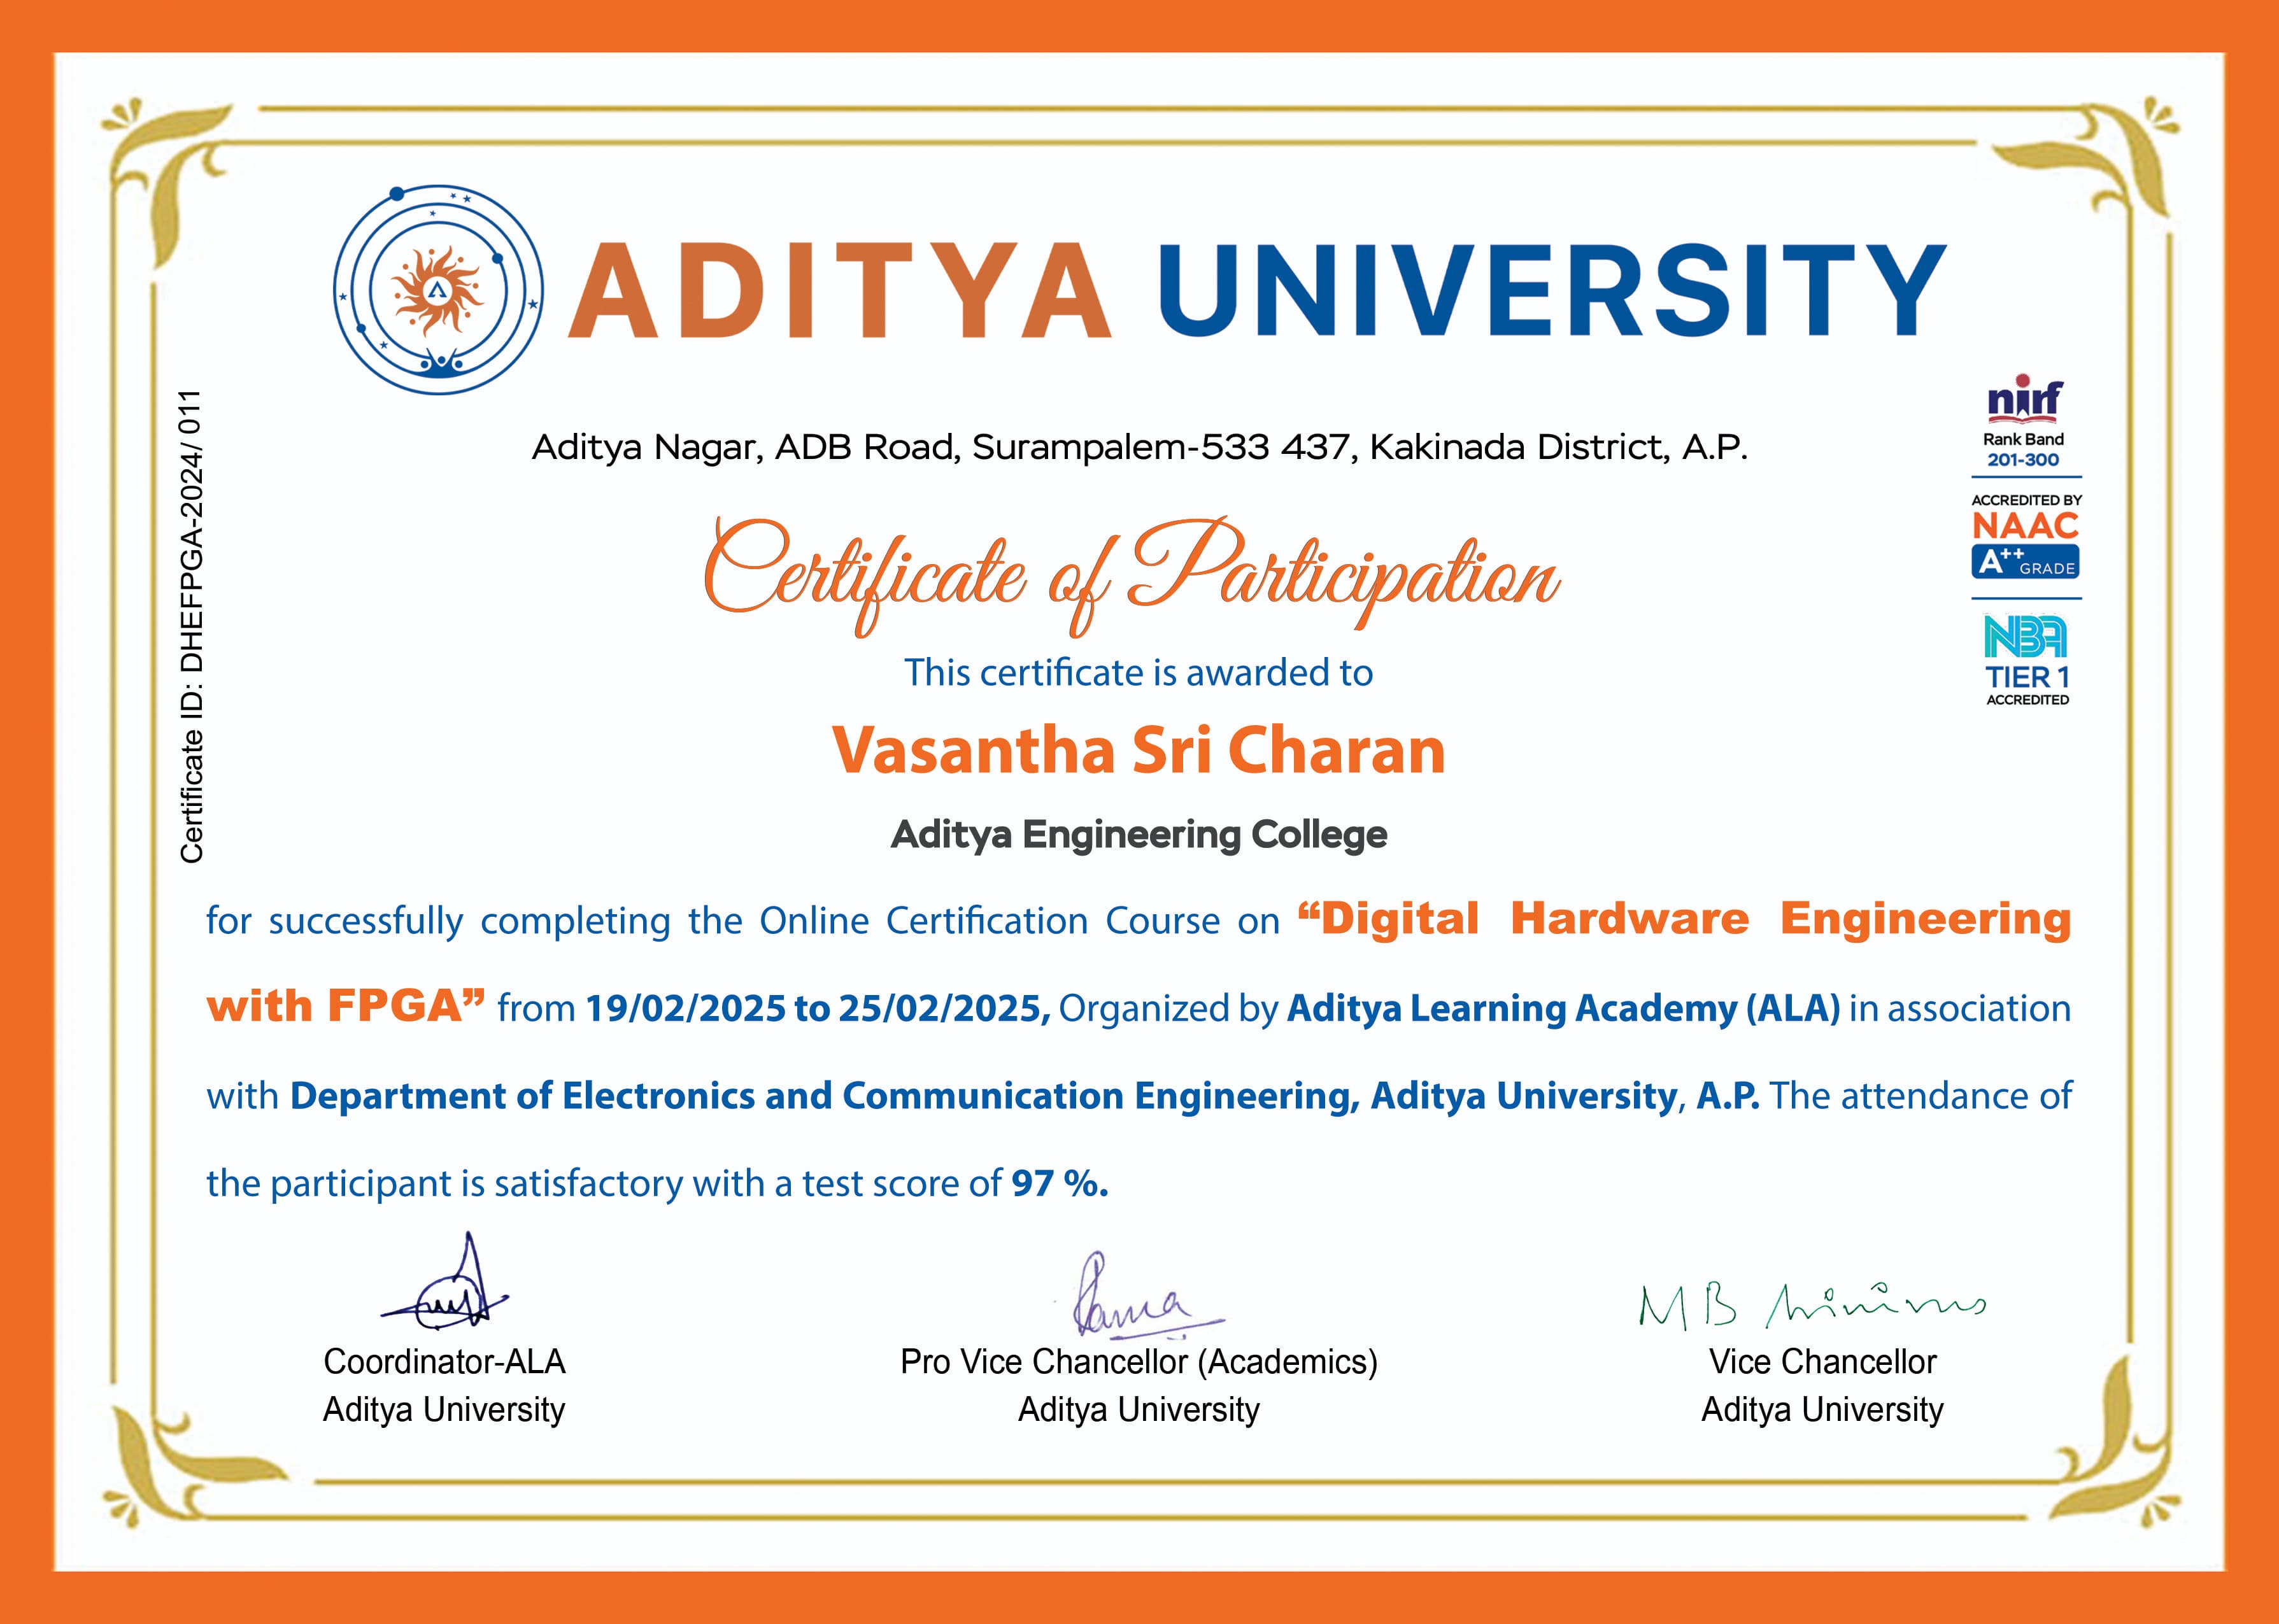 ADITYA UNIVERSITY
Aditya Nagar, ADB Road, Surampalem-533 437, Kakinada District, A.P.
Certificate ID: DHEFPGA-2024/ 011
nirf
Rank Band
201-300
ACCREDITED BY
NAAC
A++ GRADE
NBA
TIER 1
ACCREDITED
Certificate of Participation
This certificate is awarded to
Vasantha Sri Charan
Aditya Engineering College
for successfully completing the Online Certification Course on “Digital Hardware Engineering
with FPGA” from 19/02/2025 to 25/02/2025, Organized by Aditya Learning Academy (ALA) in association
with Department of Electronics and Communication Engineering, Aditya University, A.P. The attendance of
the participant is satisfactory with a test score of 97 %.
Coordinator-ALA
Aditya University
Pro Vice Chancellor (Academics)
Aditya University
MB
Vice Chancellor
Aditya University